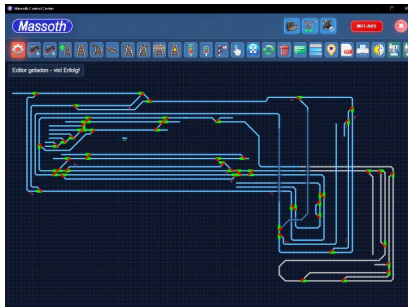 Massoth Control Center
Massoth
NOT-AUS
Editor geladen - viel Erfolg!